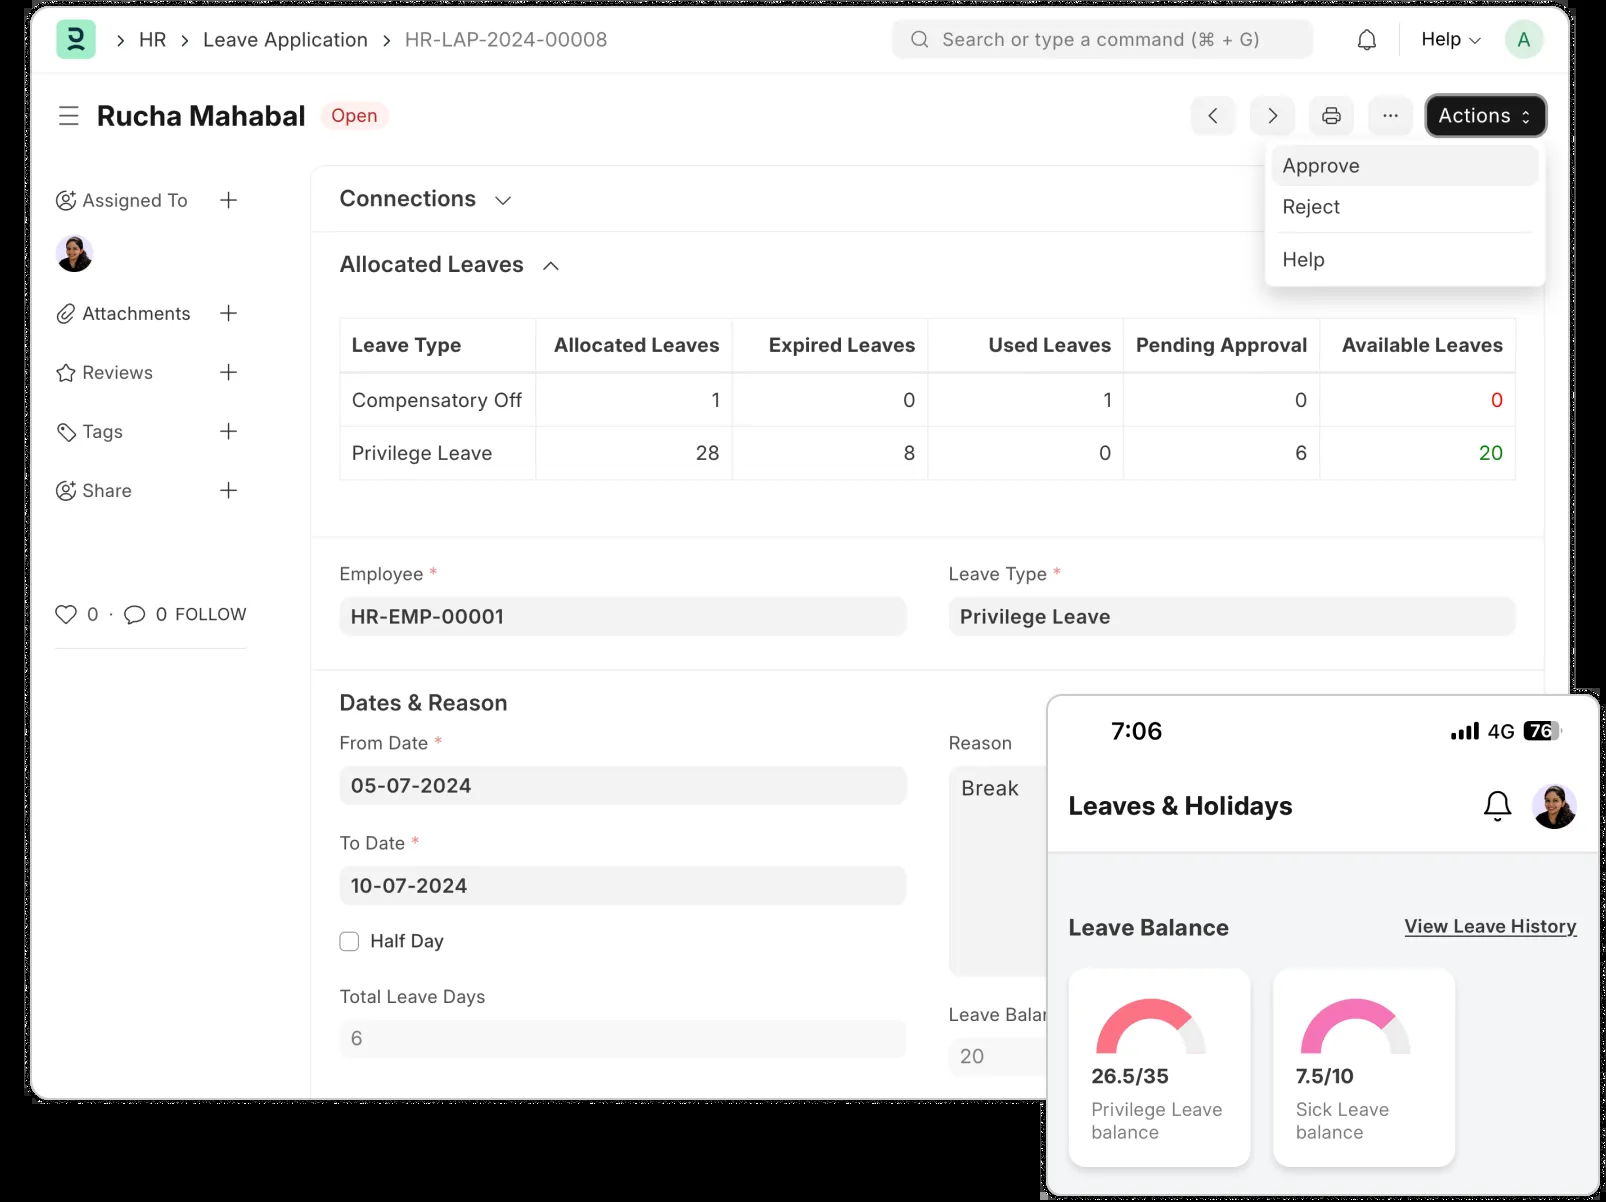 HR Leave Application HR-LAP-2024-00008
Search or type a command (⌘ + G)
Help
A
Rucha Mahabal
Open
Actions
Approve
Reject
Help
Assigned To
Attachments
Reviews
Tags
Share
0 · 0 FOLLOW
Connections
Allocated Leaves
Leave Type Allocated Leaves Expired Leaves Used Leaves Pending Approval Available Leaves
Compensatory Off 1 0 1 0 0
Privilege Leave 28 8 0 6 20
Employee *
HR-EMP-00001
Leave Type *
Privilege Leave
Dates & Reason
From Date *
05-07-2024
To Date *
10-07-2024
Half Day
Total Leave Days
6
Reason
Break
Leave Balan
20
7:06
4G 76
Leaves & Holidays
Leave Balance
View Leave History
26.5/35
Privilege Leave
balance
7.5/10
Sick Leave
balance